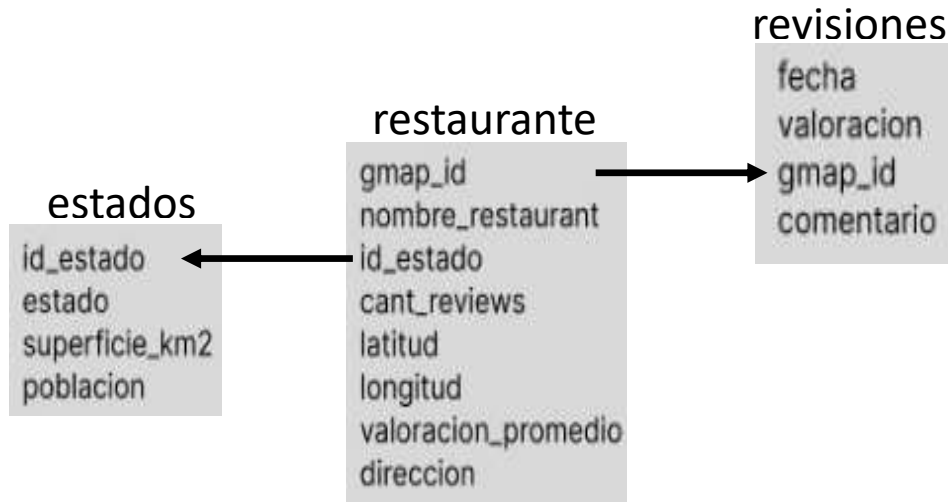 revisiones
fecha
valoracion
gmap_id
comentario
restaurante
gmap_id
nombre_restaurant
id_estado
cant_reviews
latitud
longitud
valoracion_promedio
direccion
estados
id_estado
estado
superficie_km2
poblacion